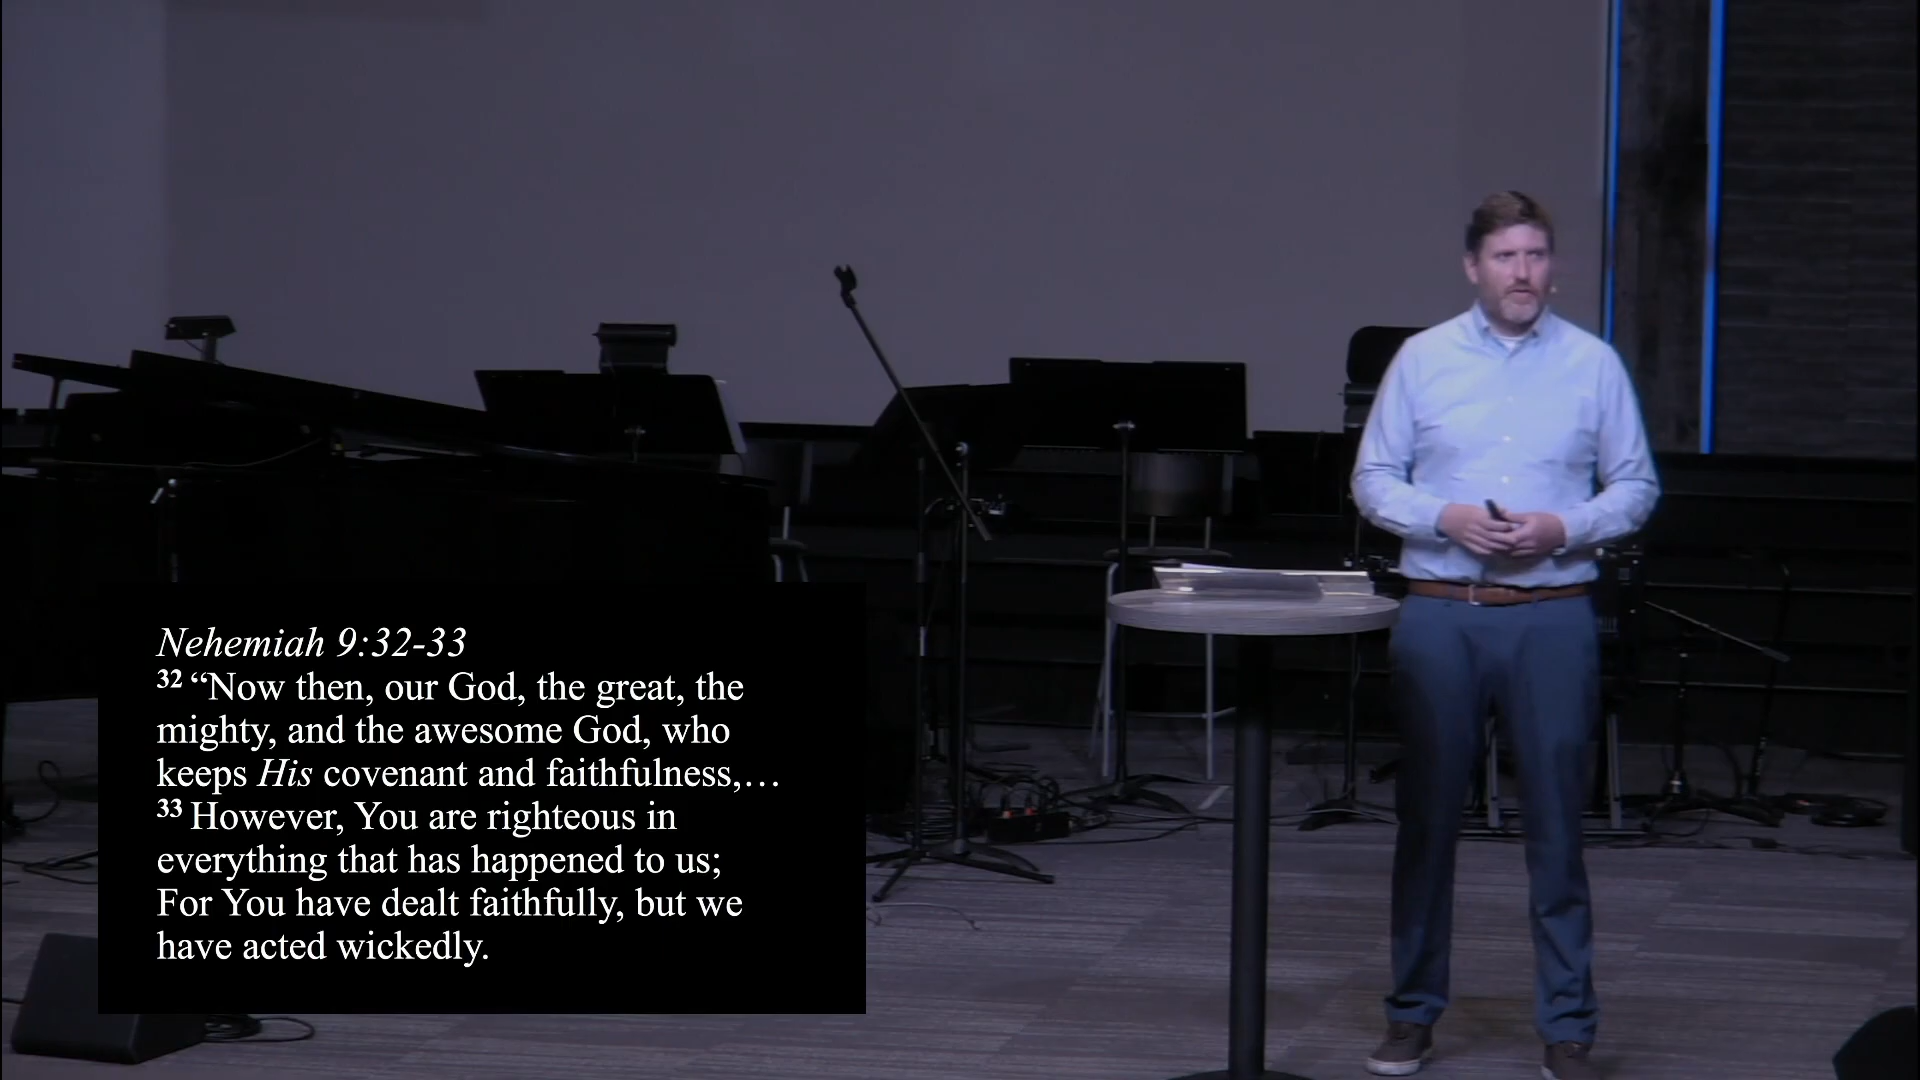 Nehemiah 9:32-33
32 “Now then, our God, the great, the
mighty, and the awesome God, who
keeps His covenant and faithfulness,…
33 However, You are righteous in
everything that has happened to us;
For You have dealt faithfully, but we
have acted wickedly.